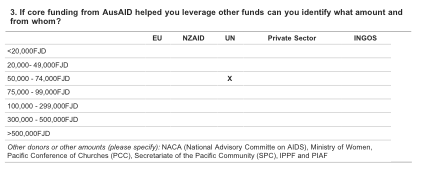 3. If core funding from AusAID helped you leverage other funds can you identify what amount and
from whom?
EU NZAID UN Private Sector INGOS
<20,000FJD
20,000- 49,000FJD
50,000 - 74,000FJD X
75,000 - 99,000FJD
100,000 - 299,000FJD
300,000 - 500,000FJD
>500,000FJD
Other donors or other amounts (please specify): NACA (National Advisory Committe on AIDS), Ministry of Women,
Pacific Conference of Churches (PCC), Secretariate of the Pacific Community (SPC), IPPF and PIAF